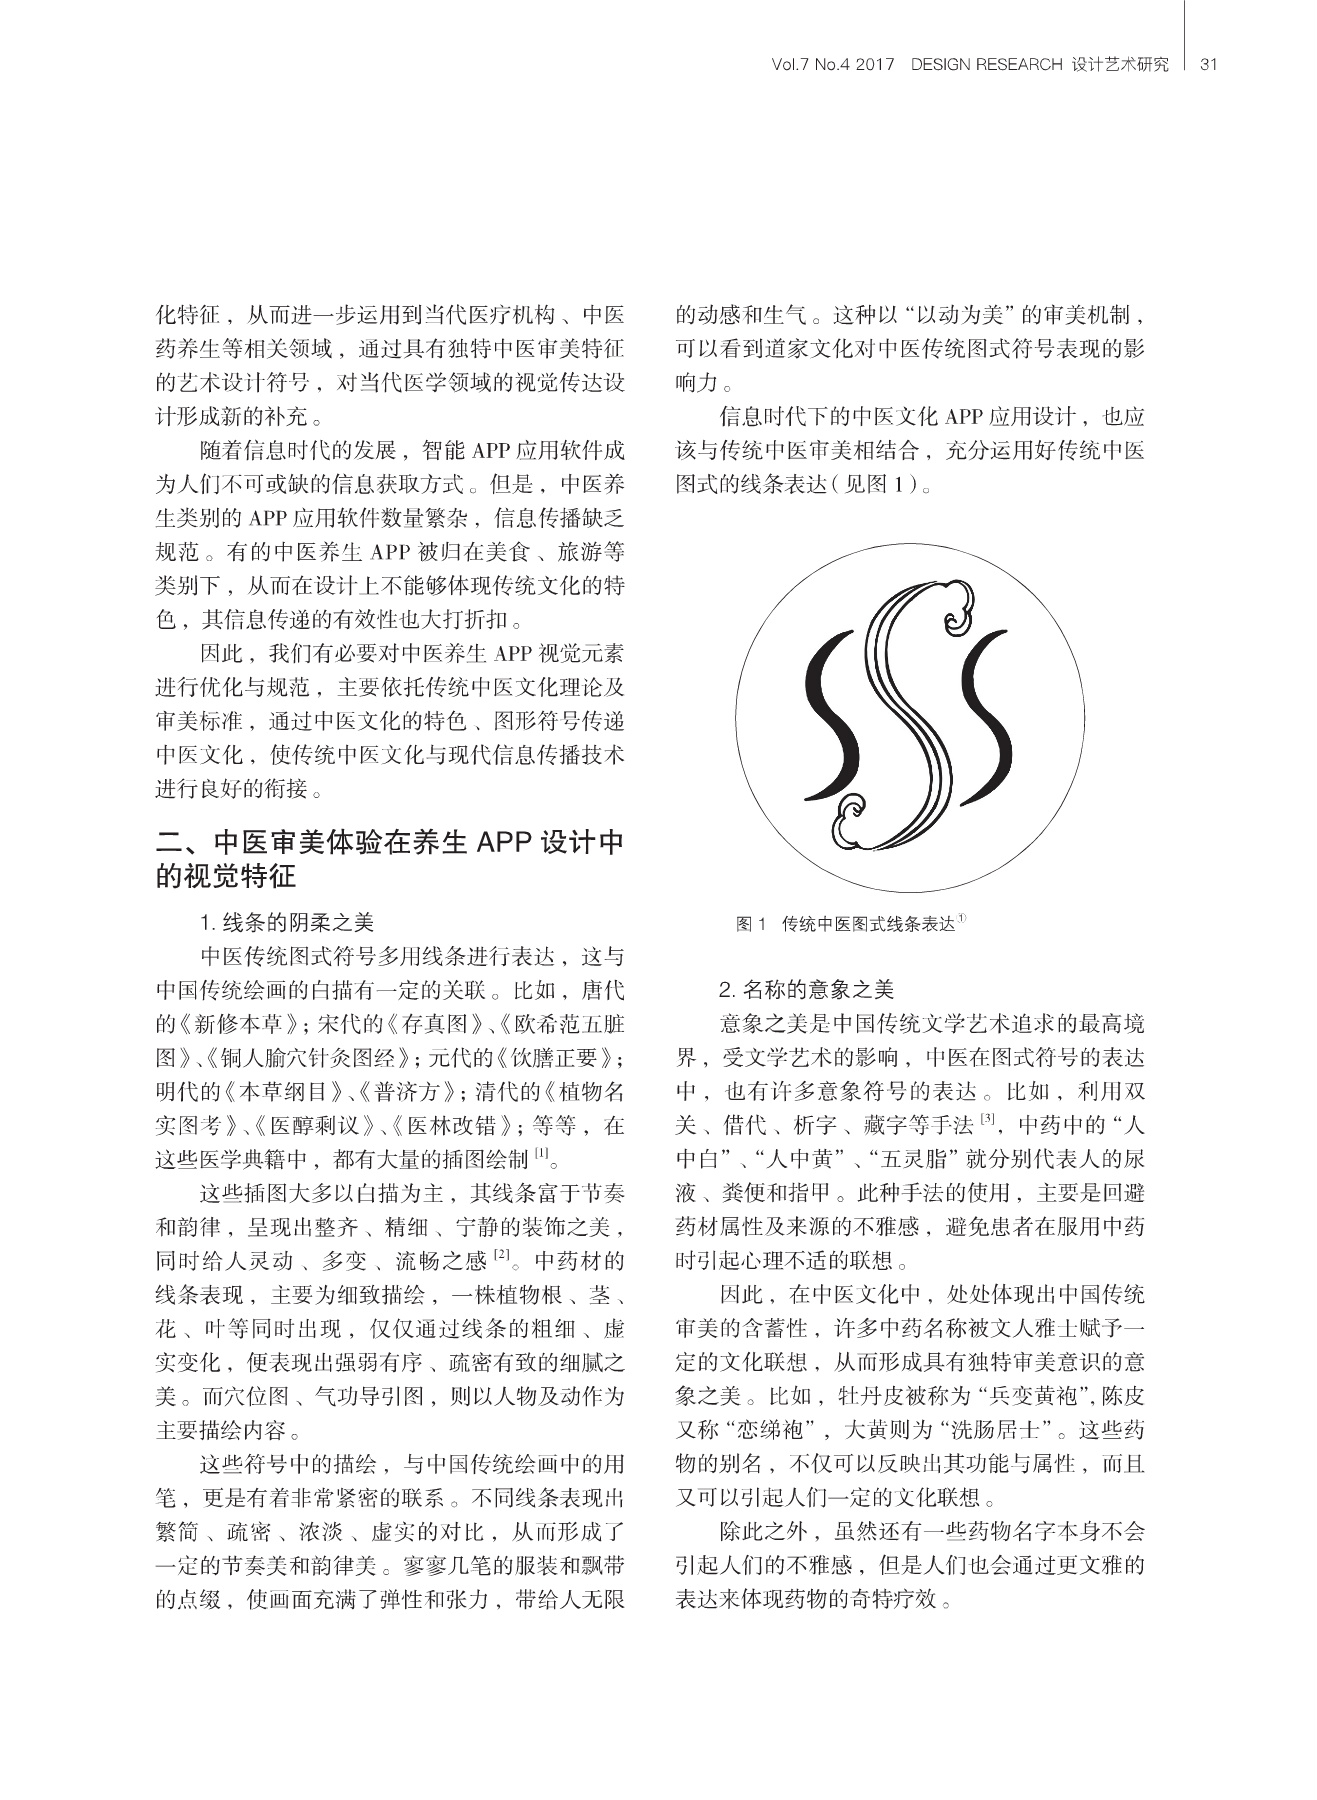 Vol.7 No.4 2017 DESIGN RESEARCH 设计艺术研究 31
化特征，从而进一步运用到当代医疗机构、中医
药养生等相关领域，通过具有独特中医审美特征
的艺术设计符号，对当代医学领域的视觉传达设
计形成新的补充。
随着信息时代的发展，智能 APP 应用软件成
为人们不可或缺的信息获取方式。但是，中医养
生类别的 APP 应用软件数量繁杂，信息传播缺乏
规范。有的中医养生 APP 被归在美食、旅游等
类别下，从而在设计上不能够体现传统文化的特
色，其信息传递的有效性也大打折扣。
因此，我们有必要对中医养生 APP 视觉元素
进行优化与规范，主要依托传统中医文化理论及
审美标准，通过中医文化的特色、图形符号传递
中医文化，使传统中医文化与现代信息传播技术
进行良好的衔接。
二、中医审美体验在养生 APP 设计中
的视觉特征
1. 线条的阴柔之美
中医传统图式符号多用线条进行表达，这与
中国传统绘画的白描有一定的关联。比如，唐代
的《新修本草》；宋代的《存真图》、《欧希范五脏
图》、《铜人腧穴针灸图经》；元代的《饮膳正要》；
明代的《本草纲目》、《普济方》；清代的《植物名
实图考》、《医醇剩议》、《医林改错》；等等，在
这些医学典籍中，都有大量的插图绘制 [1]。
这些插图大多以白描为主，其线条富于节奏
和韵律，呈现出整齐、精细、宁静的装饰之美，
同时给人灵动、多变、流畅之感 [2]。中药材的
线条表现，主要为细致描绘，一株植物根、茎、
花、叶等同时出现，仅仅通过线条的粗细、虚
实变化，便表现出强弱有序、疏密有致的细腻之
美。而穴位图、气功导引图，则以人物及动作为
主要描绘内容。
这些符号中的描绘，与中国传统绘画中的用
笔，更是有着非常紧密的联系。不同线条表现出
繁简、疏密、浓淡、虚实的对比，从而形成了
一定的节奏美和韵律美。寥寥几笔的服装和飘带
的点缀，使画面充满了弹性和张力，带给人无限
的动感和生气。这种以“以动为美”的审美机制，
可以看到道家文化对中医传统图式符号表现的影
响力。
信息时代下的中医文化 APP 应用设计，也应
该与传统中医审美相结合，充分运用好传统中医
图式的线条表达（见图 1）。
图 1 传统中医图式线条表达①
2. 名称的意象之美
意象之美是中国传统文学艺术追求的最高境
界，受文学艺术的影响，中医在图式符号的表达
中，也有许多意象符号的表达。比如，利用双
关、借代、析字、藏字等手法 [3]，中药中的“人
中白”、“人中黄”、“五灵脂”就分别代表人的尿
液、粪便和指甲。此种手法的使用，主要是回避
药材属性及来源的不雅感，避免患者在服用中药
时引起心理不适的联想。
因此，在中医文化中，处处体现出中国传统
审美的含蓄性，许多中药名称被文人雅士赋予一
定的文化联想，从而形成具有独特审美意识的意
象之美。比如，牡丹皮被称为“兵变黄袍”，陈皮
又称“恋绨袍”，大黄则为“洗肠居士”。这些药
物的别名，不仅可以反映出其功能与属性，而且
又可以引起人们一定的文化联想。
除此之外，虽然还有一些药物名字本身不会
引起人们的不雅感，但是人们也会通过更文雅的
表达来体现药物的奇特疗效。